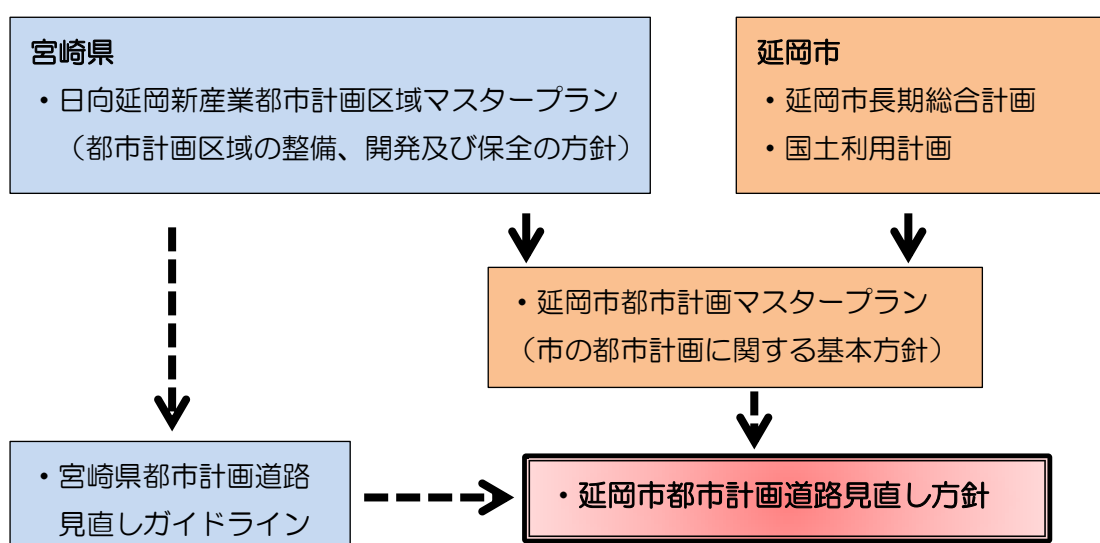 宮崎県
・日向延岡新産業都市計画区域マスタープラン
（都市計画区域の整備、開発及び保全の方針）
延岡市
・延岡市長期総合計画
・国土利用計画
・延岡市都市計画マスタープラン
（市の都市計画に関する基本方針）
・宮崎県都市計画道路
見直しガイドライン
・延岡市都市計画道路見直し方針